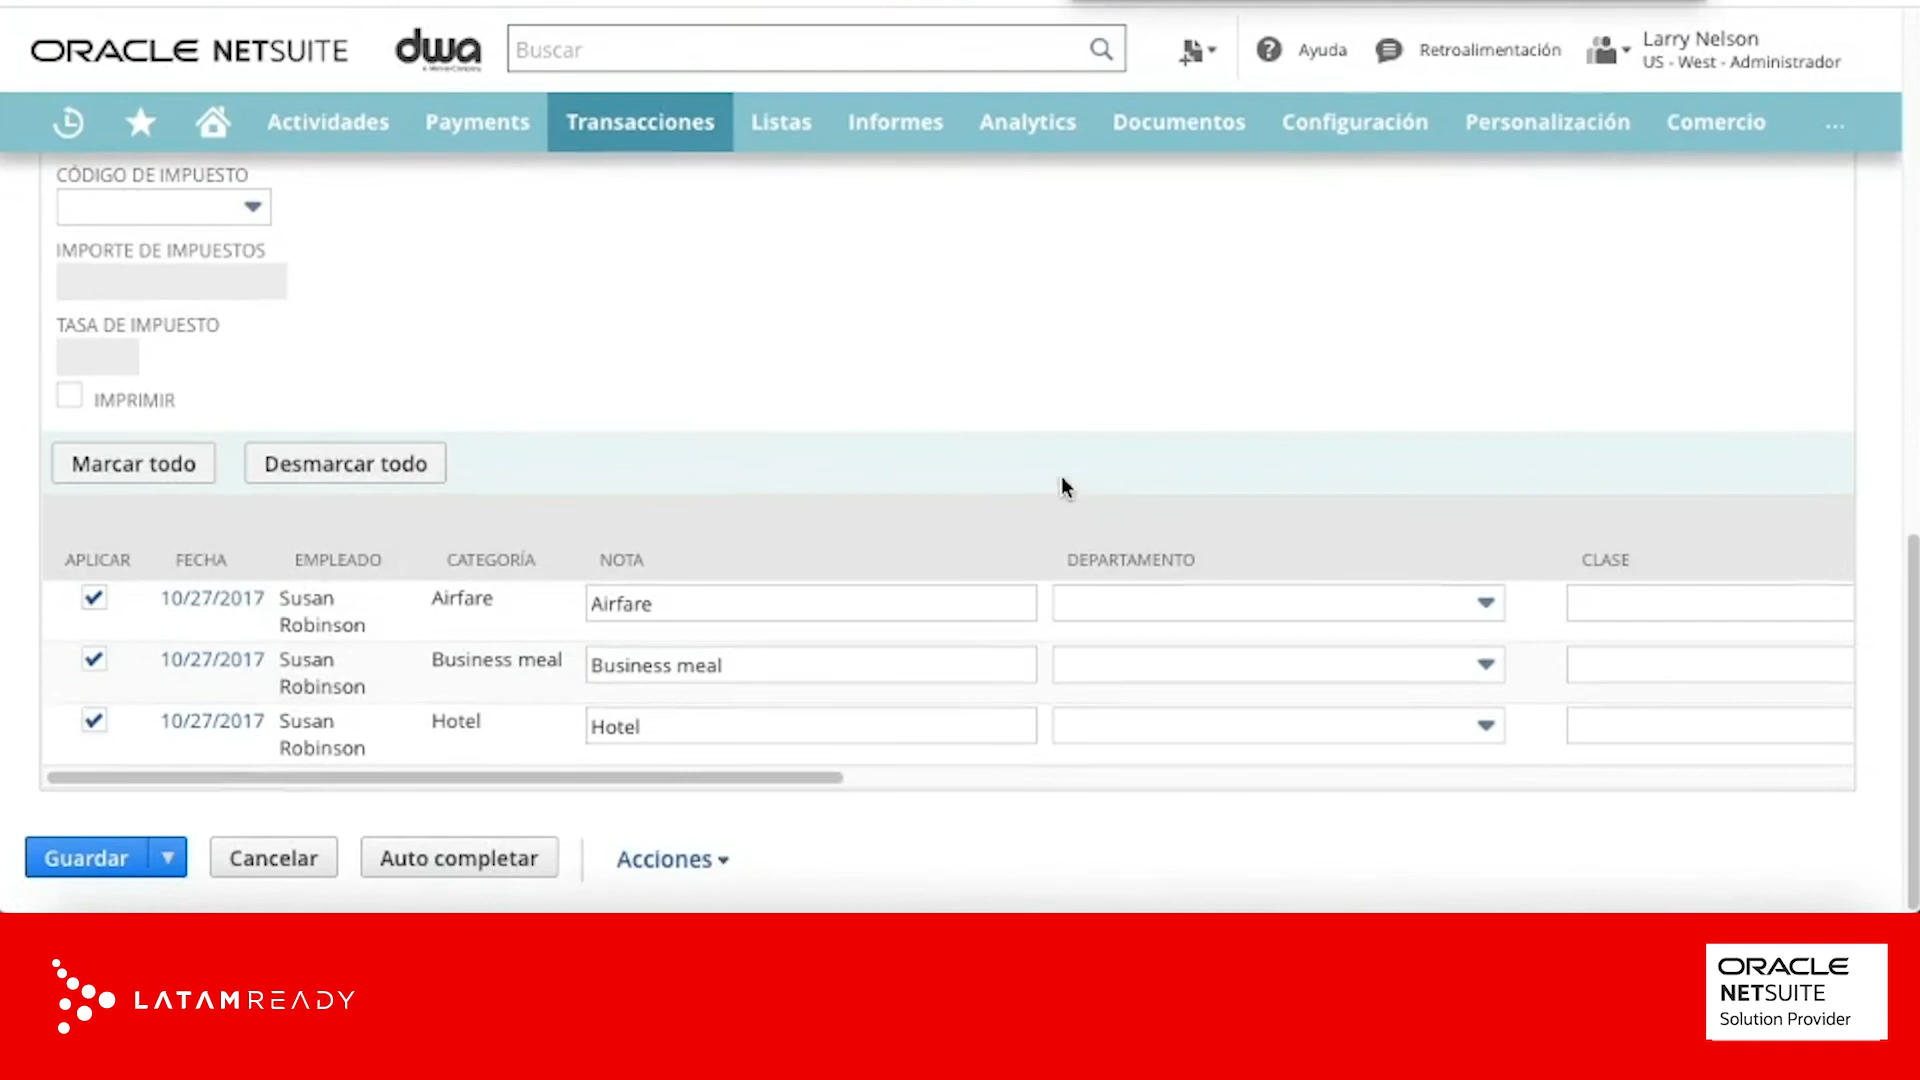 ORACLE NETSUITE
dwa
Buscar
Ayuda
Retroalimentación
Larry Nelson
US - West - Administrador
Actividades Payments Transacciones Listas Informes Analytics Documentos Configuración Personalización Comercio ...
CÓDIGO DE IMPUESTO
IMPORTE DE IMPUESTOS
TASA DE IMPUESTO
IMPRIMIR
Marcar todo Desmarcar todo
APLICAR FECHA EMPLEADO CATEGORÍA NOTA DEPARTAMENTO CLASE
10/27/2017 Susan Robinson Airfare Airfare
10/27/2017 Susan Robinson Business meal Business meal
10/27/2017 Susan Robinson Hotel Hotel
Guardar Cancelar Auto completar Acciones
LATAMREADY
ORACLE
NETSUITE
Solution Provider